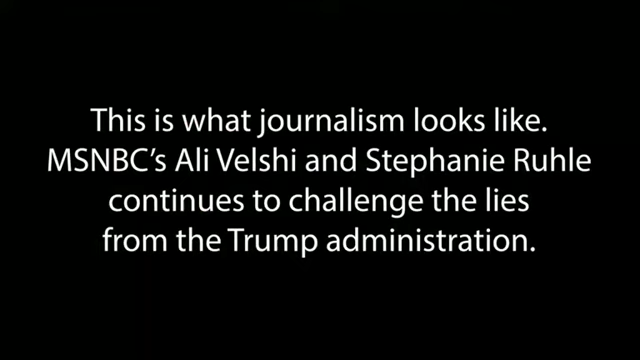 This is what journalism looks like.
MSNBC's Ali Velshi and Stephanie Ruhle
continues to challenge the lies
from the Trump administration.